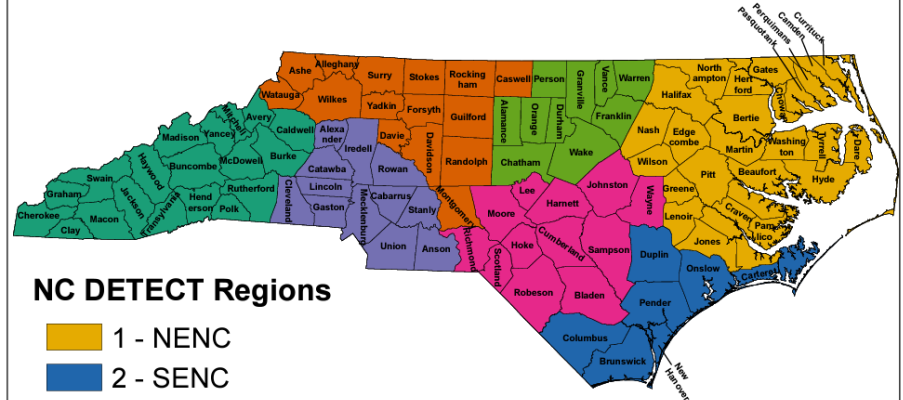 Currituck
Camden
Perquimans
Pasquotank
Ashe
Alleghany
Surry
Stokes
Rocking
ham
Caswell
Person
Granville
Vance
Warren
North
ampton
Hert
ford
Gates
Watauga
Wilkes
Yadkin
Forsyth
Guilford
Alamance
Orange
Durham
Franklin
Halifax
Bertie
Chowa
Mitchell
Avery
Caldwell
Alexa
nder
Iredell
Davie
Davidson
Randolph
Chatham
Wake
Nash
Edge
combe
Martin
Washing
ton
Tyrrell
Dare
Madison
Yancey
Buncombe
McDowell
Burke
Catawba
Rowan
Wilson
Pitt
Beaufort
Hyde
Swain
Haywood
Graham
Jackson
Transylvania
Hend
erson
Rutherford
Polk
Cleveland
Lincoln
Gaston
Mecklenburg
Cabarrus
Stanly
Montgomery
Moore
Lee
Harnett
Johnston
Wayne
Greene
Lenoir
Craven
Pam
lico
Cherokee
Clay
Macon
Union
Anson
Richmond
Scotland
Hoke
Cumberland
Sampson
Duplin
Jones
Onslow
Carteret
Robeson
Bladen
Pender
Columbus
Brunswick
New
Hanover
NC DETECT Regions
1 - NENC
2 - SENC